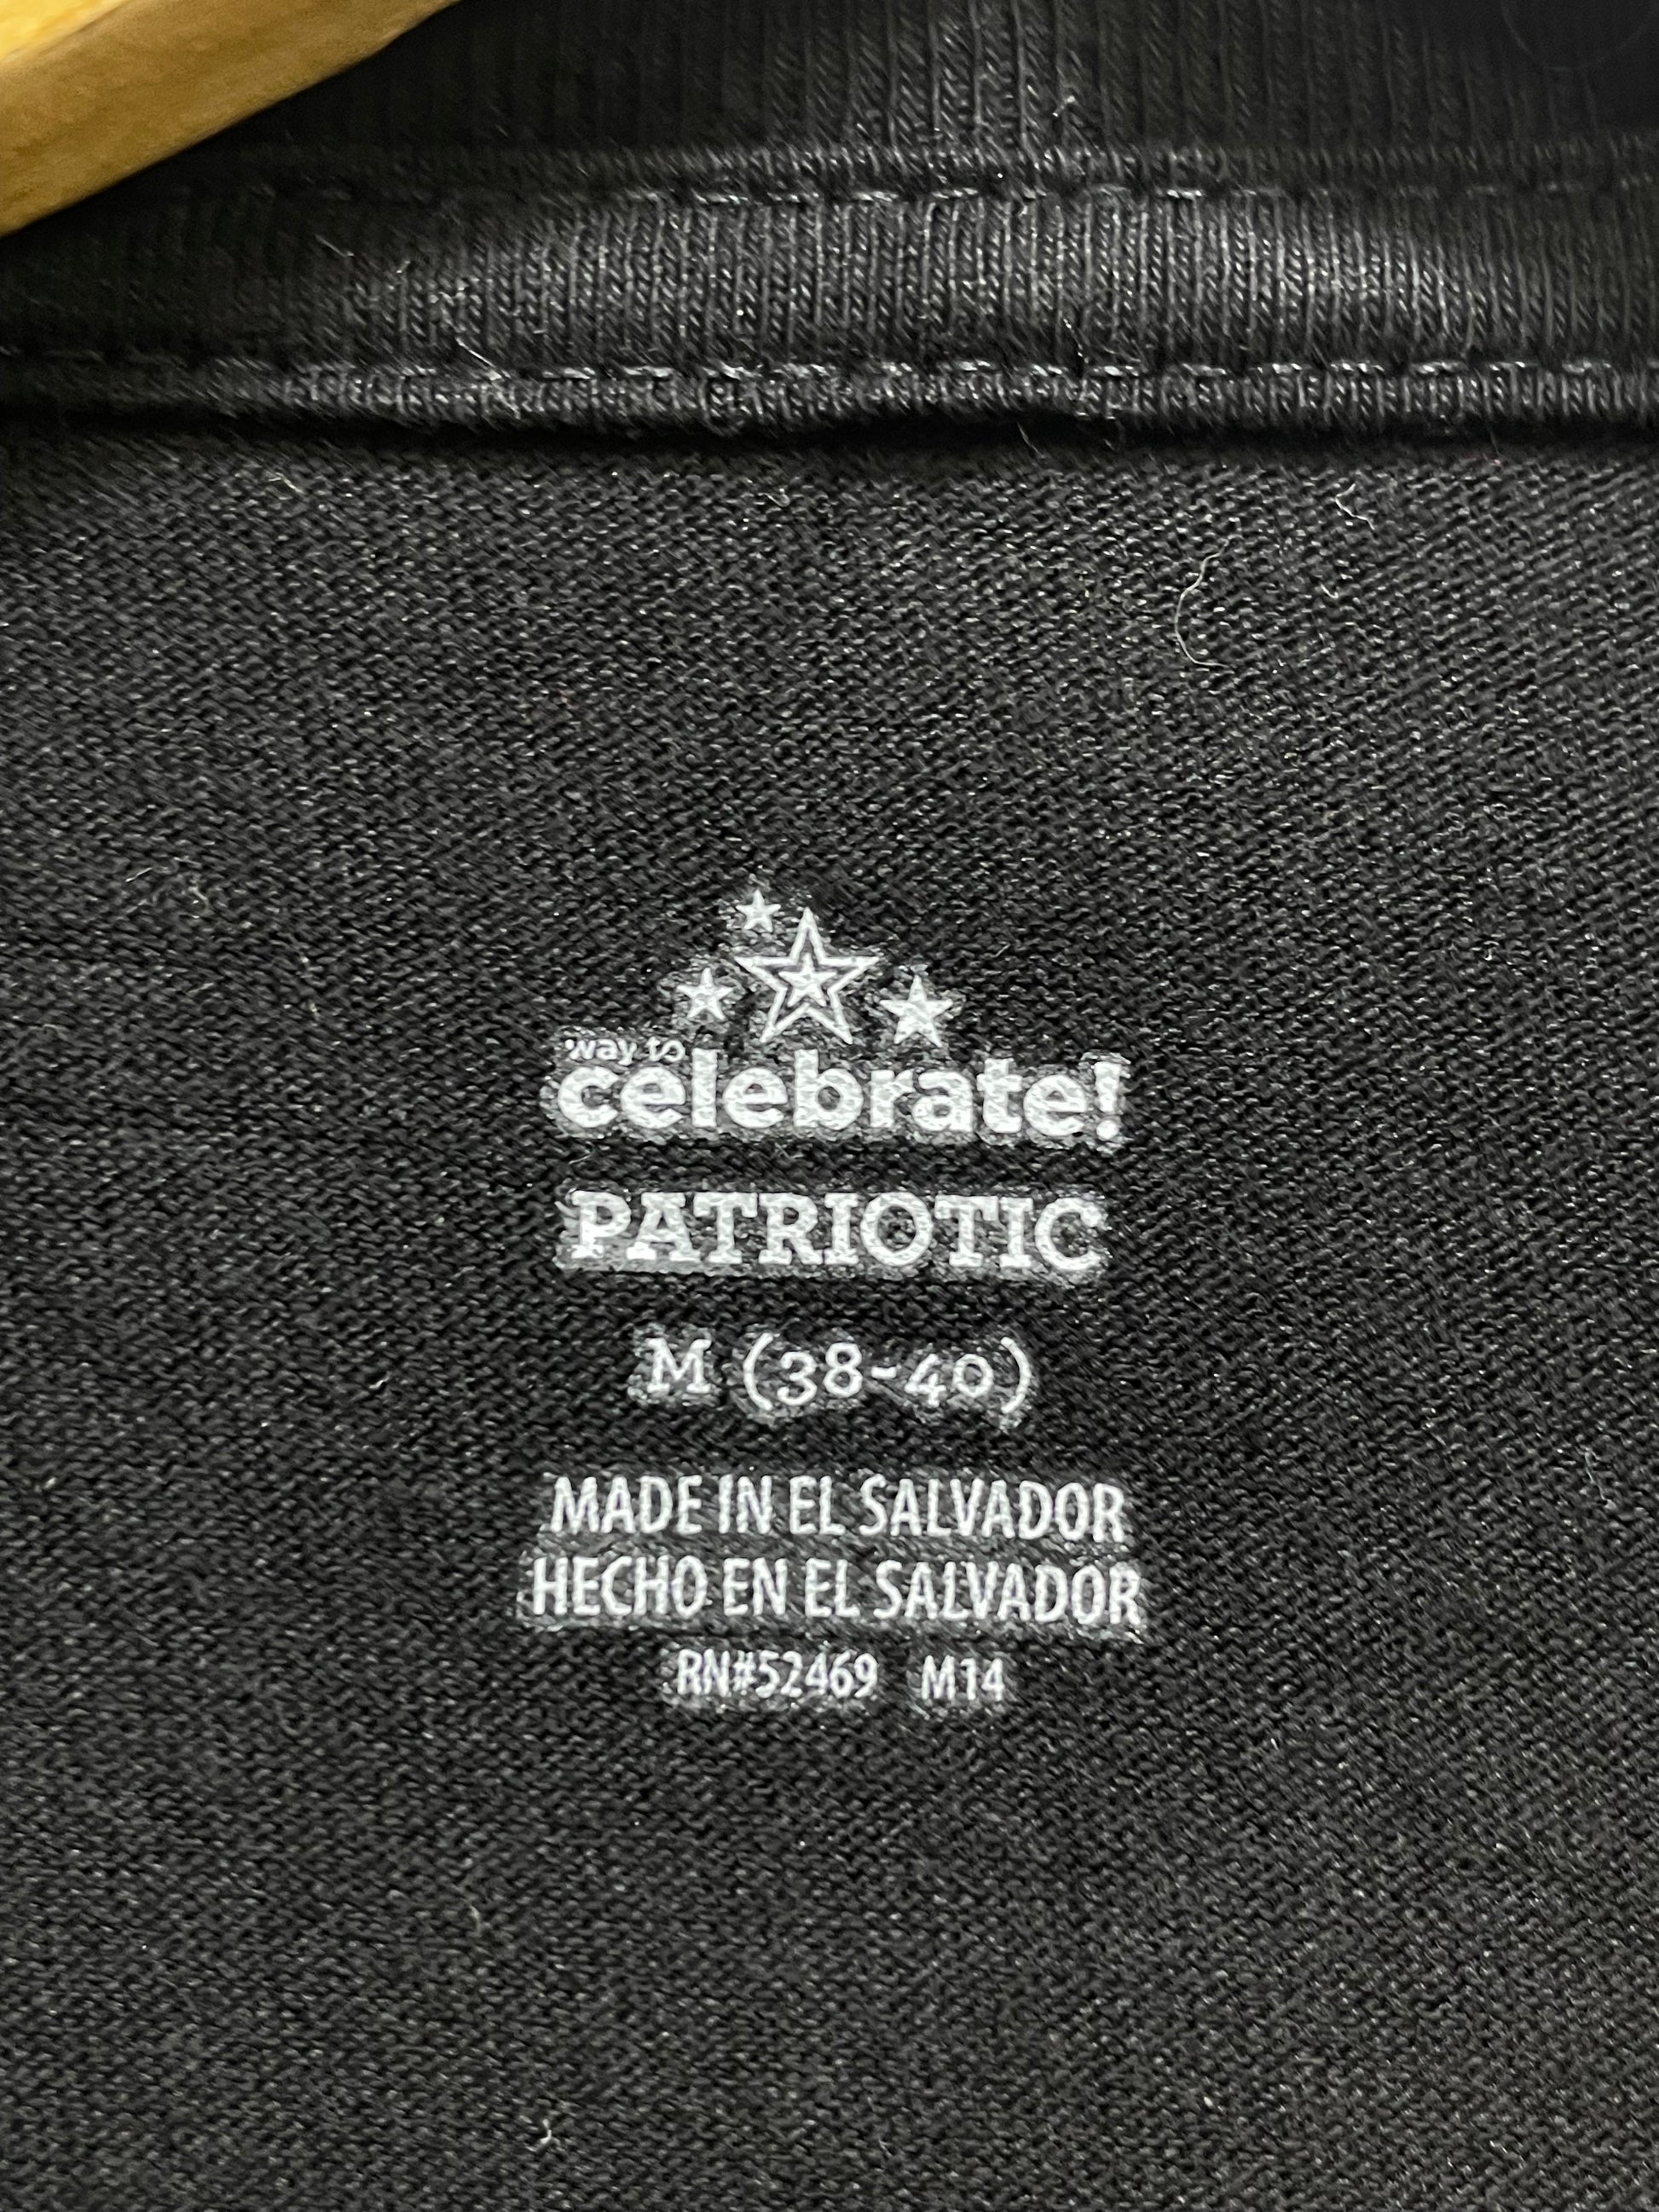 way to
celebrate!
PATRIOTIC
M (38-40)
MADE IN EL SALVADOR
HECHO EN EL SALVADOR
RN#52469 M14